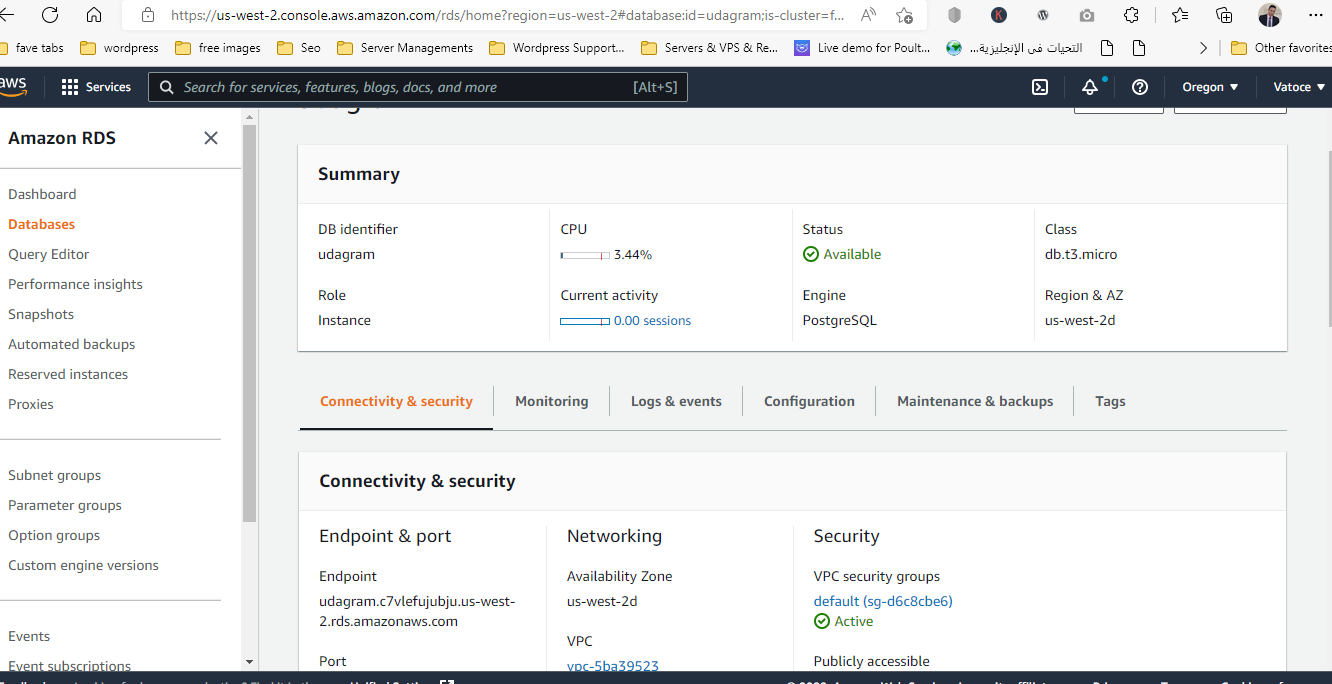 https://us-west-2.console.aws.amazon.com/rds/home?region=us-west-2#database:id=udagram;is-cluster=f...
fave tabs
wordpress
free images
Seo
Server Managements
Wordpress Support...
Servers & VPS & Re...
Live demo for Poult...
التحيات فى الإنجليزية...
Other favorites
aws
Services
Search for services, features, blogs, docs, and more
[Alt+S]
Oregon
Vatoce
Amazon RDS
Dashboard
Databases
Query Editor
Performance insights
Snapshots
Automated backups
Reserved instances
Proxies
Subnet groups
Parameter groups
Option groups
Custom engine versions
Events
Event subscriptions
Summary
DB identifier
udagram
CPU
3.44%
Status
Available
Class
db.t3.micro
Role
Instance
Current activity
0.00 sessions
Engine
PostgreSQL
Region & AZ
us-west-2d
Connectivity & security
Monitoring
Logs & events
Configuration
Maintenance & backups
Tags
Connectivity & security
Endpoint & port
Endpoint
udagram.c7vlefujubju.us-west-
2.rds.amazonaws.com
Port
Networking
Availability Zone
us-west-2d
VPC
vpc-5ba39523
Security
VPC security groups
default (sg-d6c8cbe6)
Active
Publicly accessible